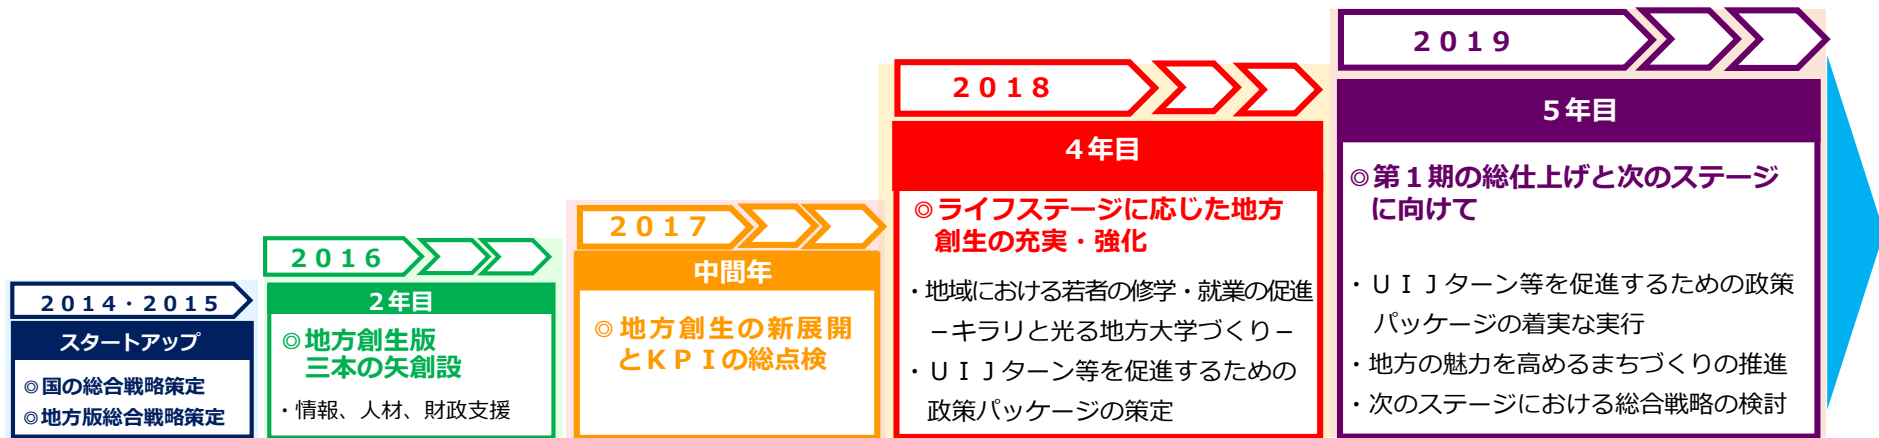 ２０１４・２０１５
スタートアップ
◎国の総合戦略策定
◎地方版総合戦略策定
２０１６
２年目
◎地方創生版
三本の矢創設
・情報、人材、財政支援
２０１７
中間年
◎地方創生の新展開
とＫＰＩの総点検
２０１８
４年目
◎ライフステージに応じた地方
創生の充実・強化
・地域における若者の修学・就業の促進
－キラリと光る地方大学づくり－
・ＵＩＪターン等を促進するための
政策パッケージの策定
２０１９
５年目
◎第１期の総仕上げと次のステージ
に向けて
・ＵＩＪターン等を促進するための政策
パッケージの着実な実行
・地方の魅力を高めるまちづくりの推進
・次のステージにおける総合戦略の検討